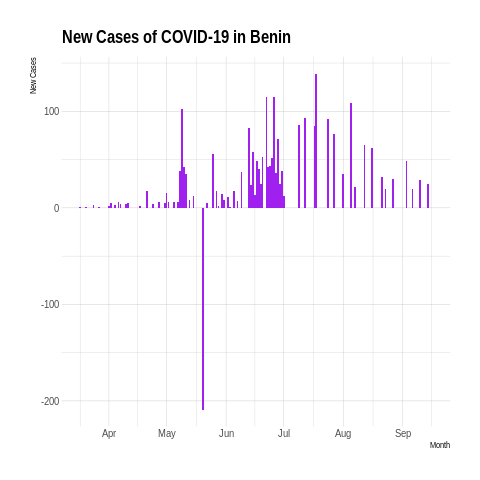 New Cases of COVID-19 in Benin
New Cases
100
0
-100
-200
Apr May Jun Jul Aug Sep
Month